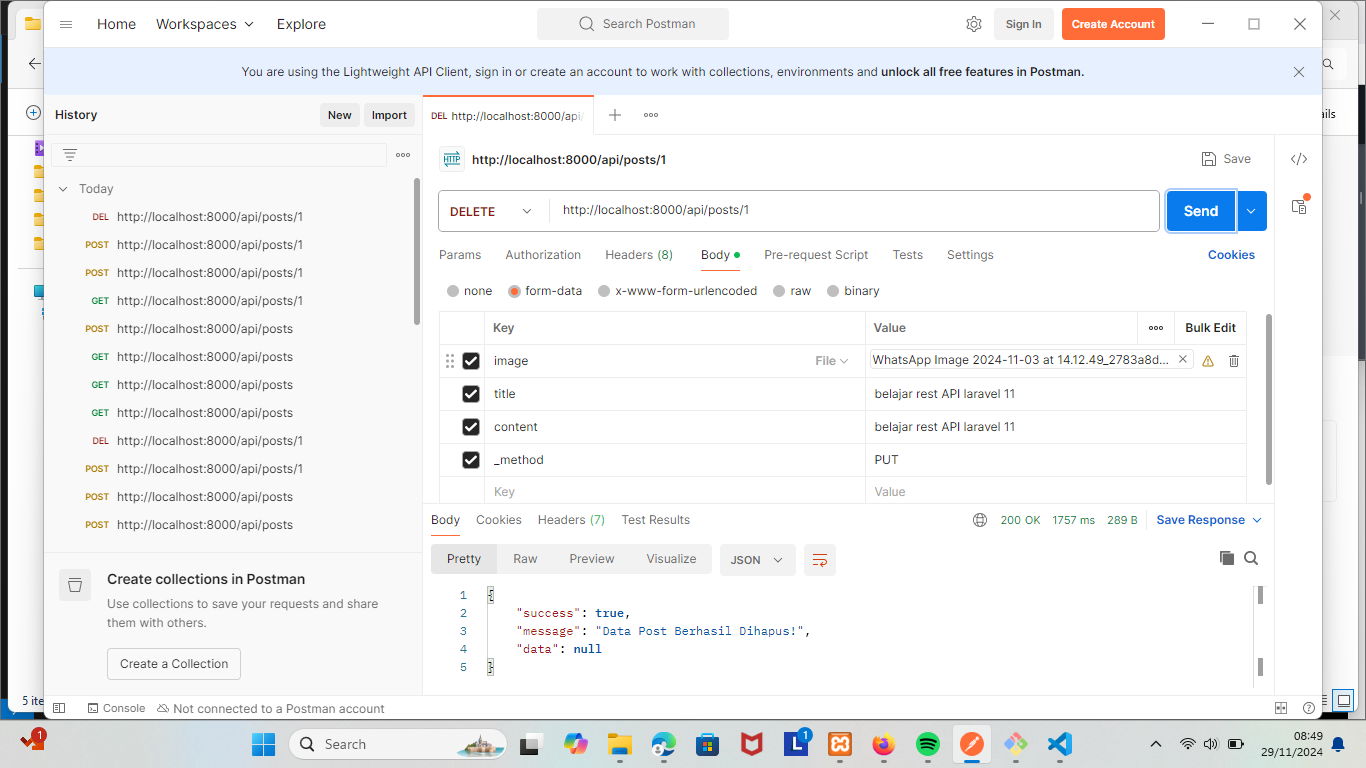 Home
Workspaces
Explore
Search Postman
Sign In
Create Account
You are using the Lightweight API Client, sign in or create an account to work with collections, environments and unlock all free features in Postman.
History
New
Import
DEL http://localhost:8000/api/
HTTP
http://localhost:8000/api/posts/1
Save
Today
DEL http://localhost:8000/api/posts/1
POST http://localhost:8000/api/posts/1
POST http://localhost:8000/api/posts/1
GET http://localhost:8000/api/posts/1
POST http://localhost:8000/api/posts
GET http://localhost:8000/api/posts
GET http://localhost:8000/api/posts
GET http://localhost:8000/api/posts
DEL http://localhost:8000/api/posts/1
POST http://localhost:8000/api/posts/1
POST http://localhost:8000/api/posts
POST http://localhost:8000/api/posts
Create collections in Postman
Use collections to save your requests and share
them with others.
Create a Collection
DELETE
http://localhost:8000/api/posts/1
Send
Params
Authorization
Headers (8)
Body
Pre-request Script
Tests
Settings
Cookies
none
form-data
x-www-form-urlencoded
raw
binary
Key
Value
Bulk Edit
image
File
WhatsApp Image 2024-11-03 at 14.12.49_2783a8d...
title
belajar rest API laravel 11
content
belajar rest API laravel 11
_method
PUT
Key
Value
Body
Cookies
Headers (7)
Test Results
200 OK
1757 ms
289 B
Save Response
Pretty
Raw
Preview
Visualize
JSON
1 {
2 "success": true,
3 "message": "Data Post Berhasil Dihapus!",
4 "data": null
5 }
Console
Not connected to a Postman account
ails
5 ite
1
Search
L
1
08:49
29/11/2024